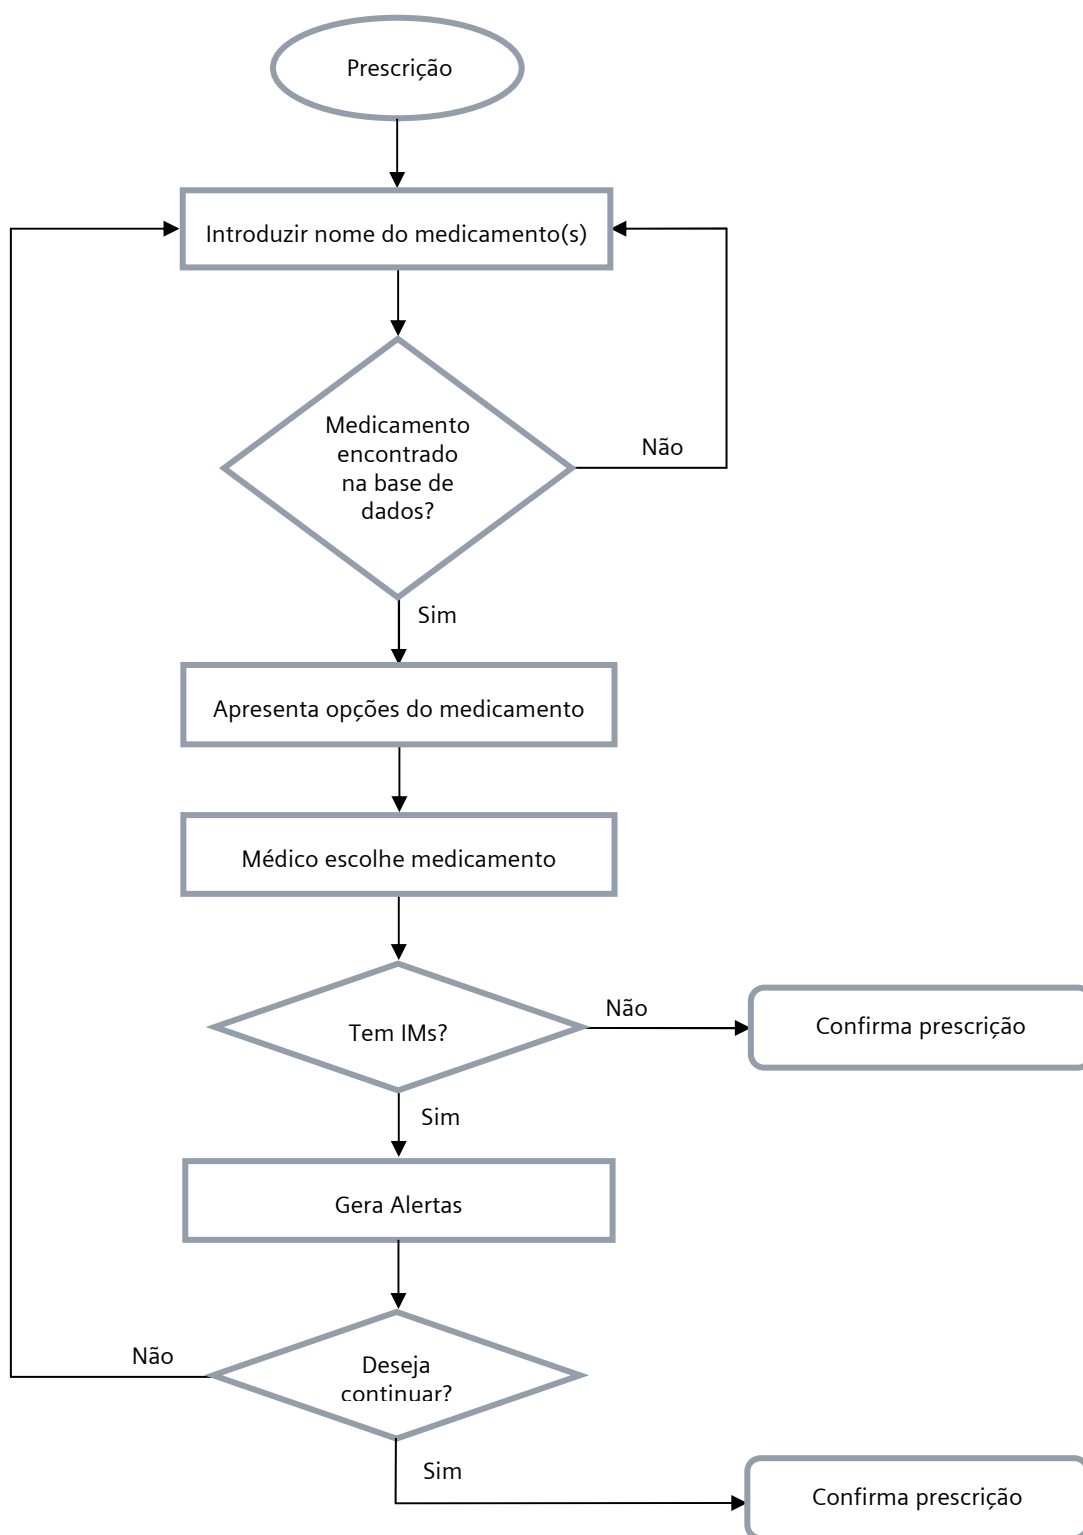 Prescrição
Introduzir nome do medicamento(s)
Medicamento
encontrado
na base de
dados?
Não
Sim
Apresenta opções do medicamento
Médico escolhe medicamento
Tem IMs?
Não
Confirma prescrição
Sim
Gera Alertas
Deseja
continuar?
Não
Sim
Confirma prescrição